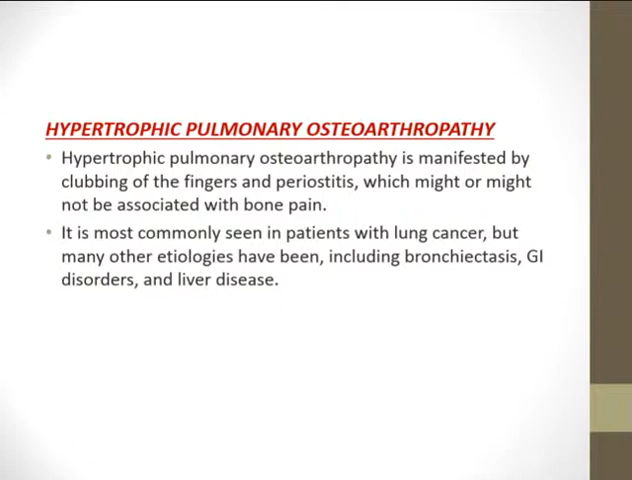 HYPERTROPHIC PULMONARY OSTEOARTHROPATHY
• Hypertrophic pulmonary osteoarthropathy is manifested by
clubbing of the fingers and periostitis, which might or might
not be associated with bone pain.
• It is most commonly seen in patients with lung cancer, but
many other etiologies have been, including bronchiectasis, GI
disorders, and liver disease.